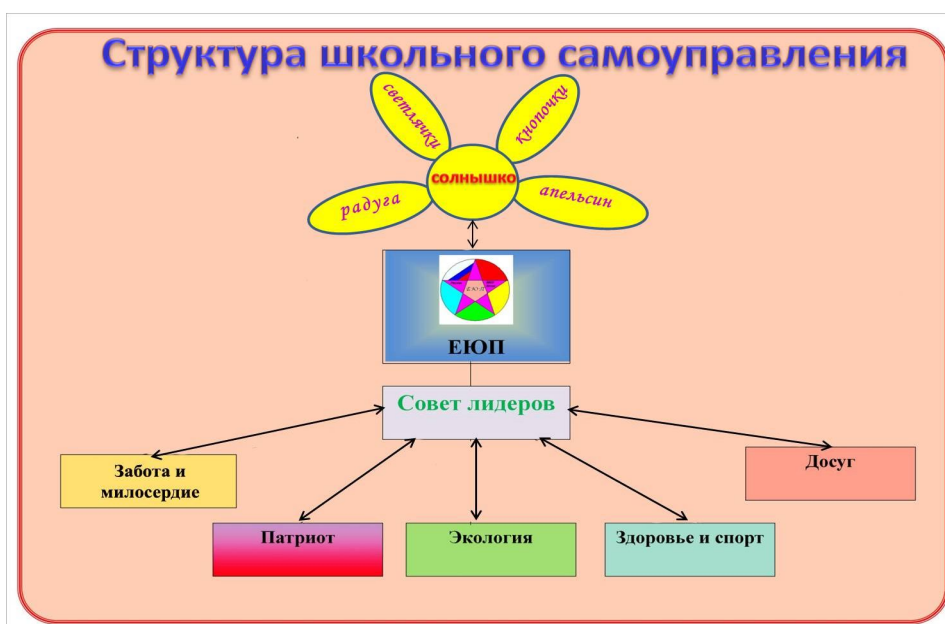 Структура школьного самоуправления
светлячки
кнопочки
солнышко
радуга
апельсин
ЕЮП
Совет лидеров
Забота и
милосердие
Досуг
Патриот
Экология
Здоровье и спорт